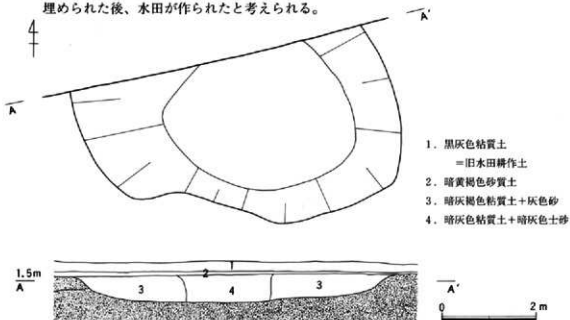 埋められた後、水田が作られたと考えられる。
A'
A
1. 黒灰色粘質土
=旧水田耕作土
2. 暗黄褐色砂質土
3. 暗灰褐色粘質土+灰色砂
4. 暗灰色粘質土+暗灰色士砂
1
1.5m
2
A
3
4
3
A'
0
2m